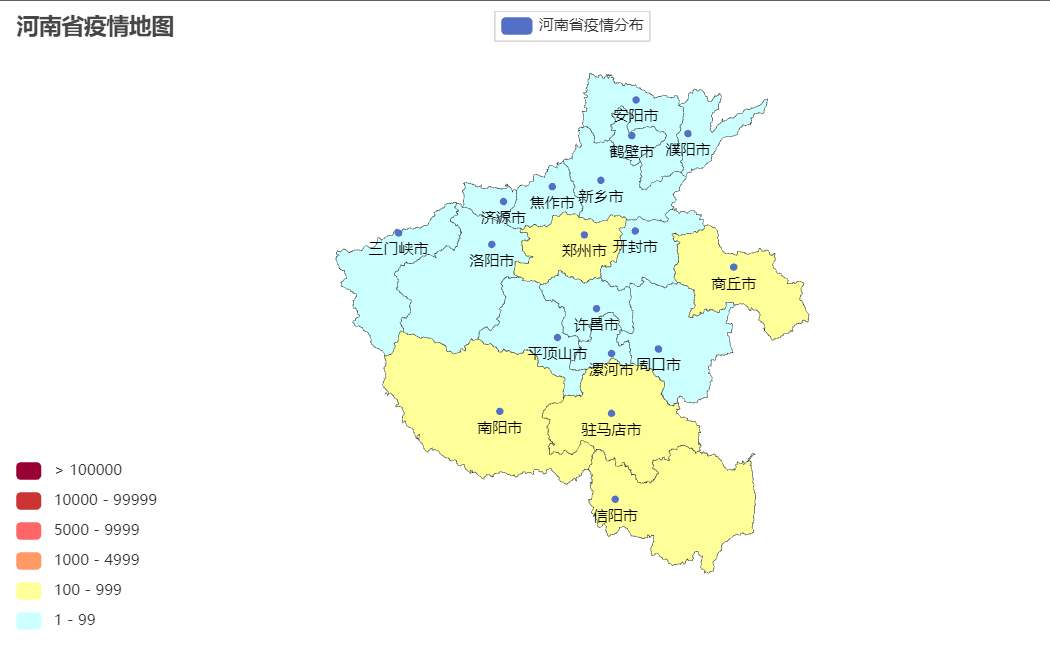 河南省疫情地图
河南省疫情分布
安阳市
鹤壁市
濮阳市
新乡市
焦作市
济源市
三门峡市
洛阳市
郑州市
开封市
商丘市
许昌市
平顶山市
漯河市
周口市
南阳市
驻马店市
信阳市
> 100000
10000 - 99999
5000 - 9999
1000 - 4999
100 - 999
1 - 99